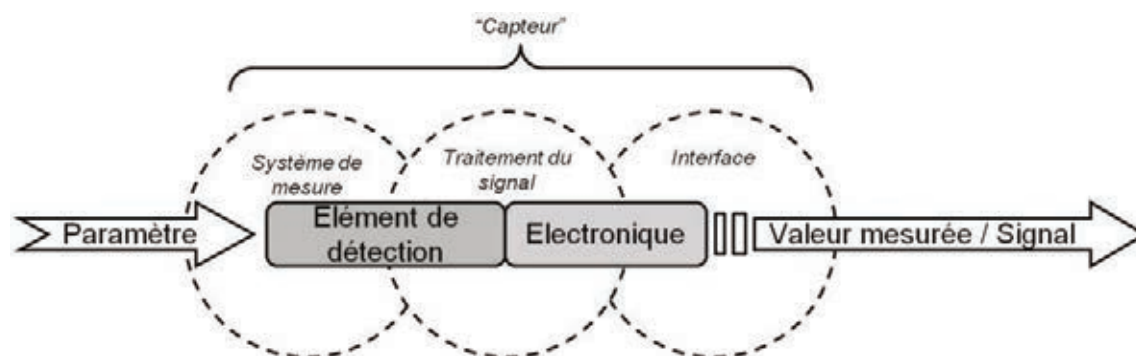 “Capteur”
Système de
mesure
Traitement du
signal
Interface
Paramètre
Elément de
détection
Electronique
Valeur mesurée / Signal